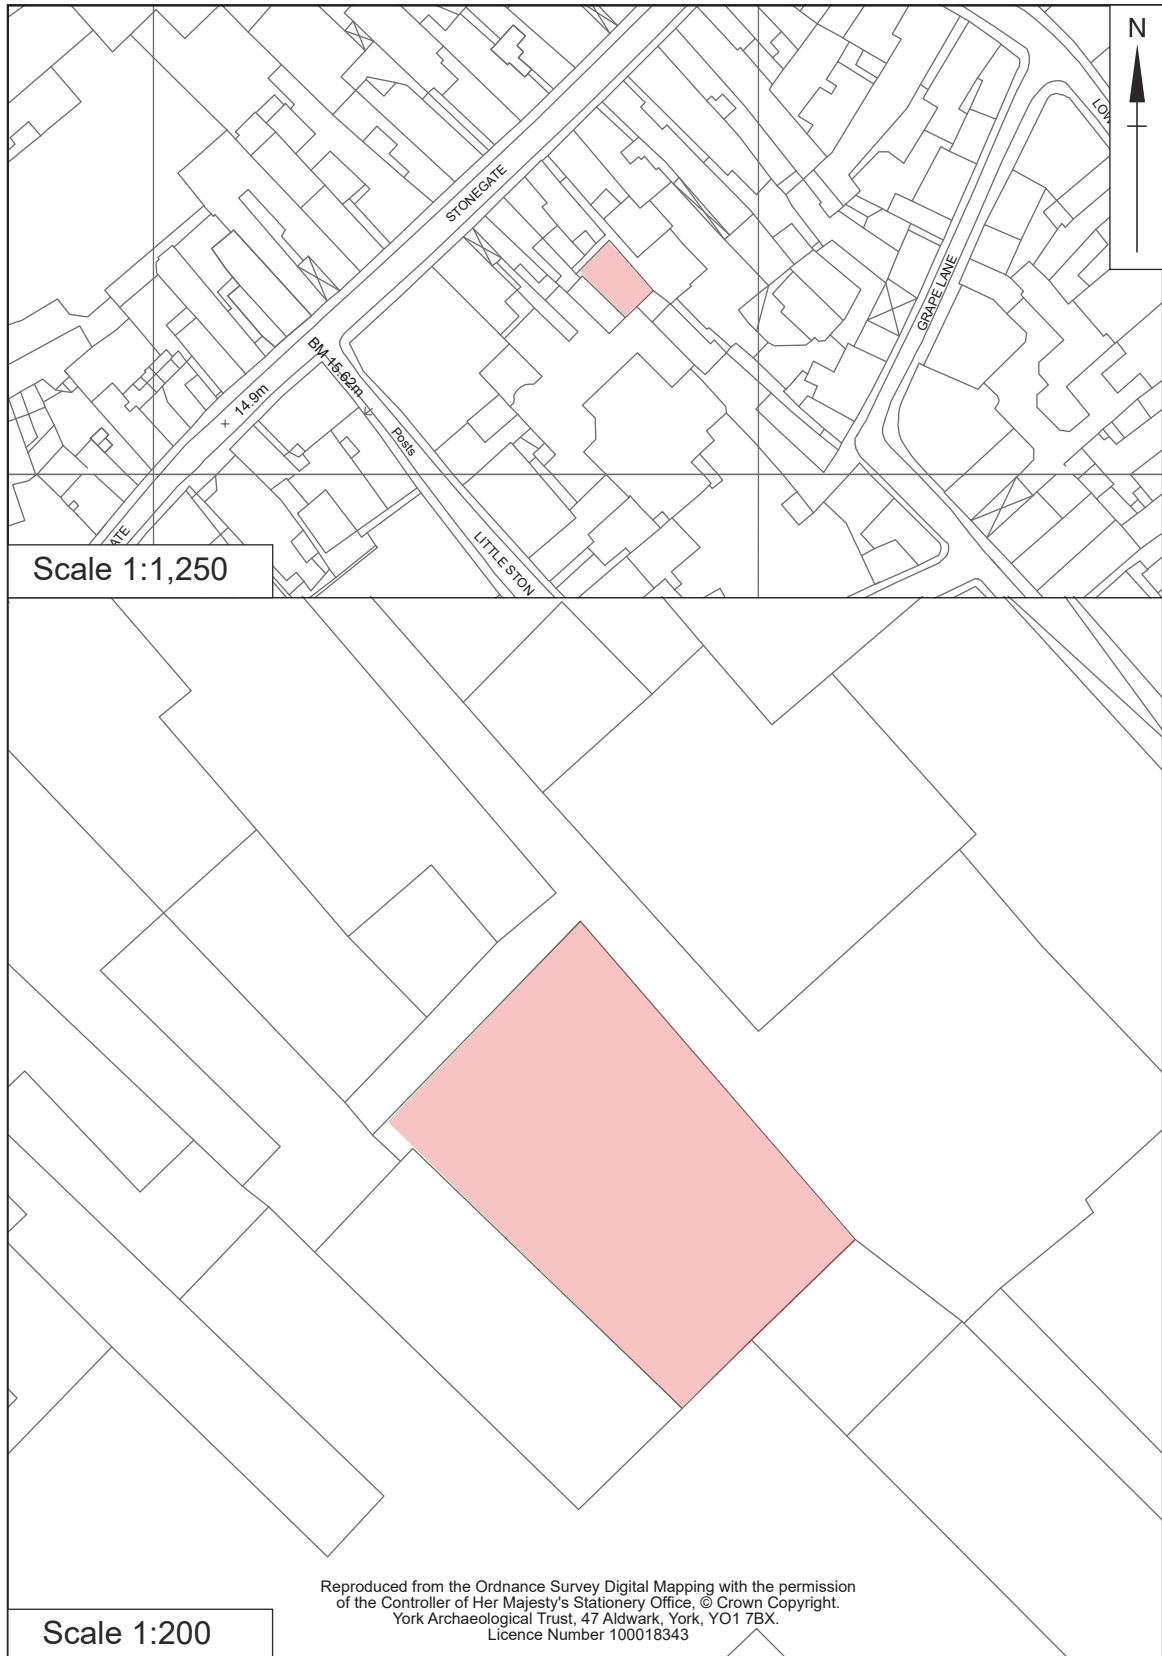 N
LOW
STONEGATE
GRAPE LANE
BM 15.62m
14.9m
Posts
ATE
LITTLE STON
Scale 1:1,250
Reproduced from the Ordnance Survey Digital Mapping with the permission
of the Controller of Her Majesty's Stationery Office, © Crown Copyright.
York Archaeological Trust, 47 Aldwark, York, YO1 7BX.
Licence Number 100018343
Scale 1:200